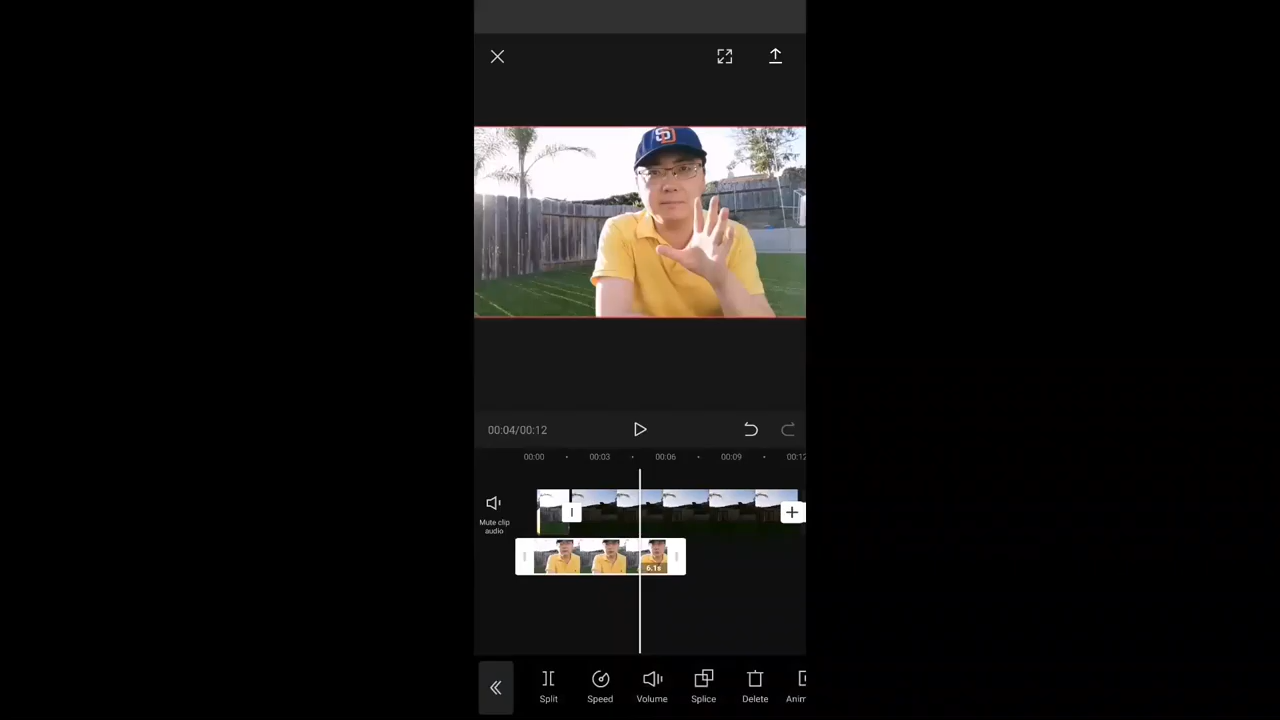 SD
00:04/00:12
00:00 00:03 00:06 00:09 00:12
Mute clip
audio
6.1s
Split Speed Volume Splice Delete Anim